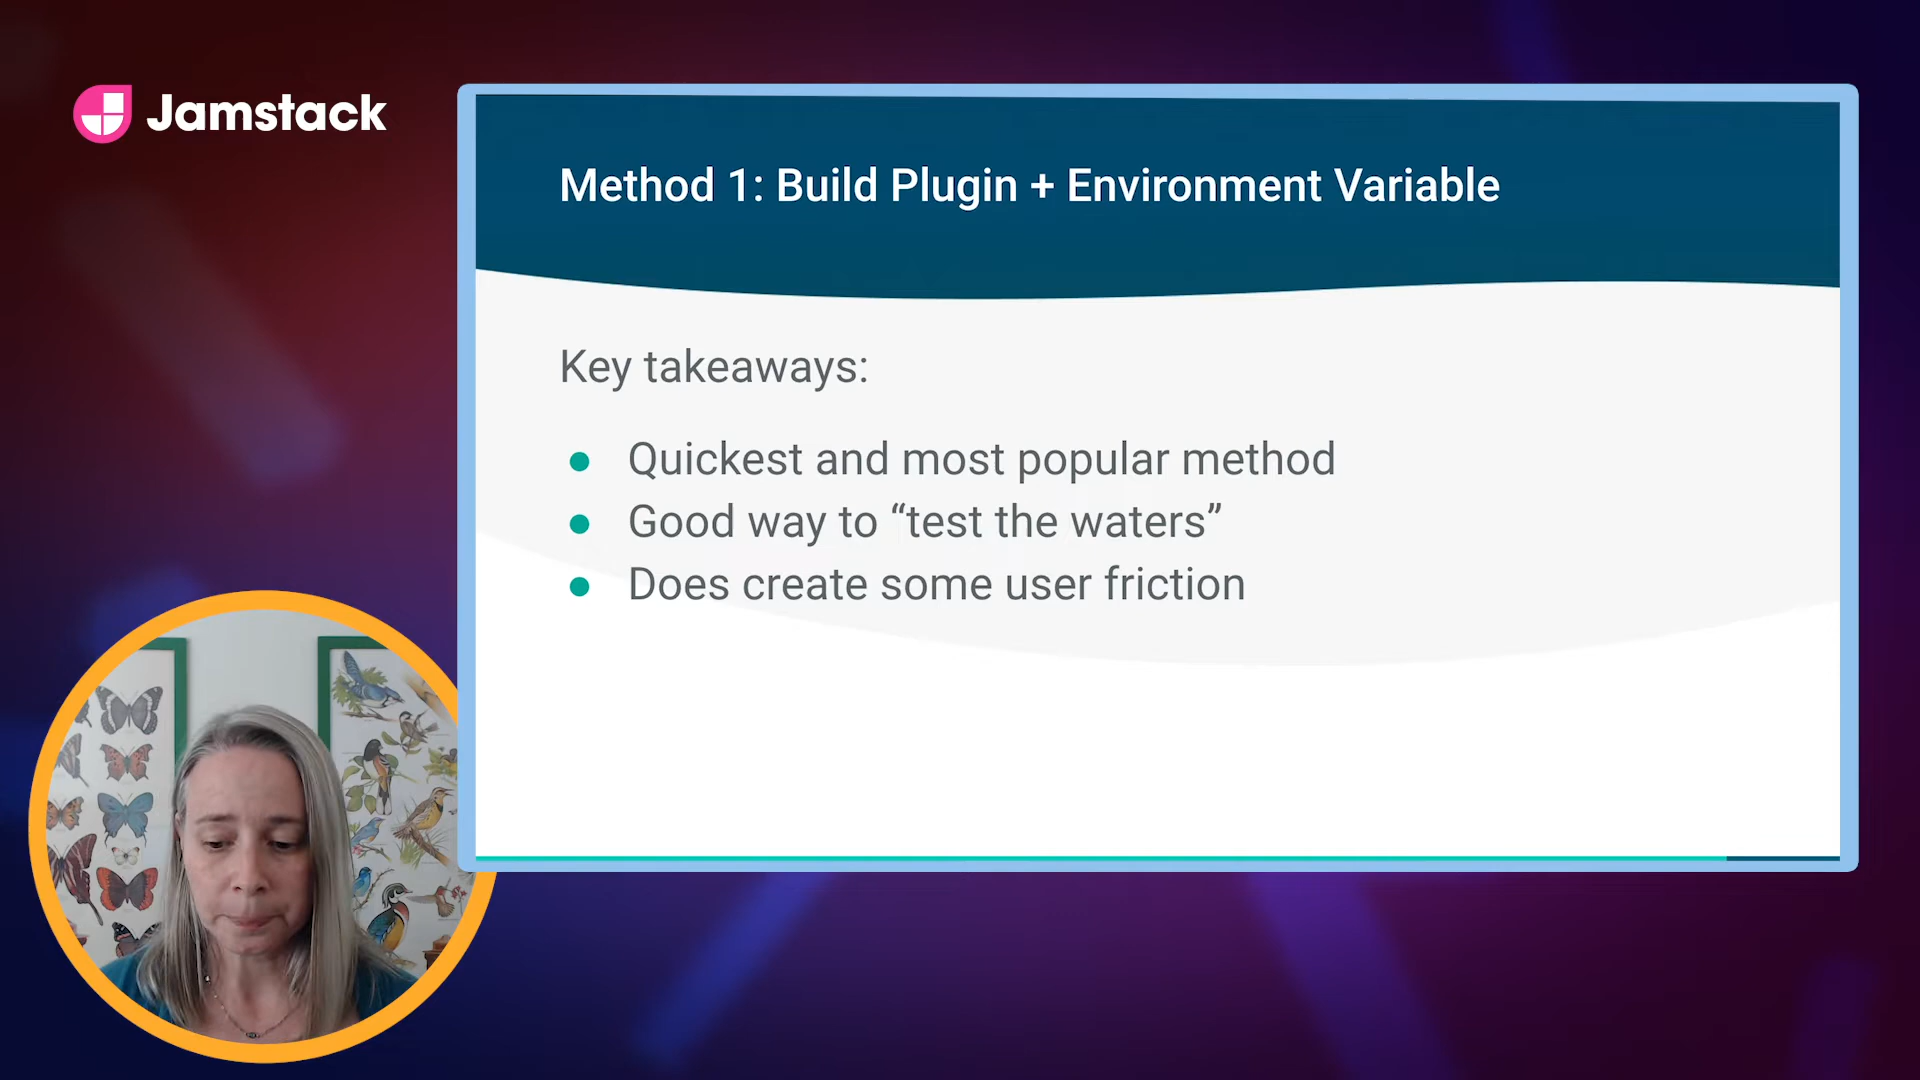 Jamstack
Method 1: Build Plugin + Environment Variable
Key takeaways:
● Quickest and most popular method
● Good way to “test the waters”
● Does create some user friction